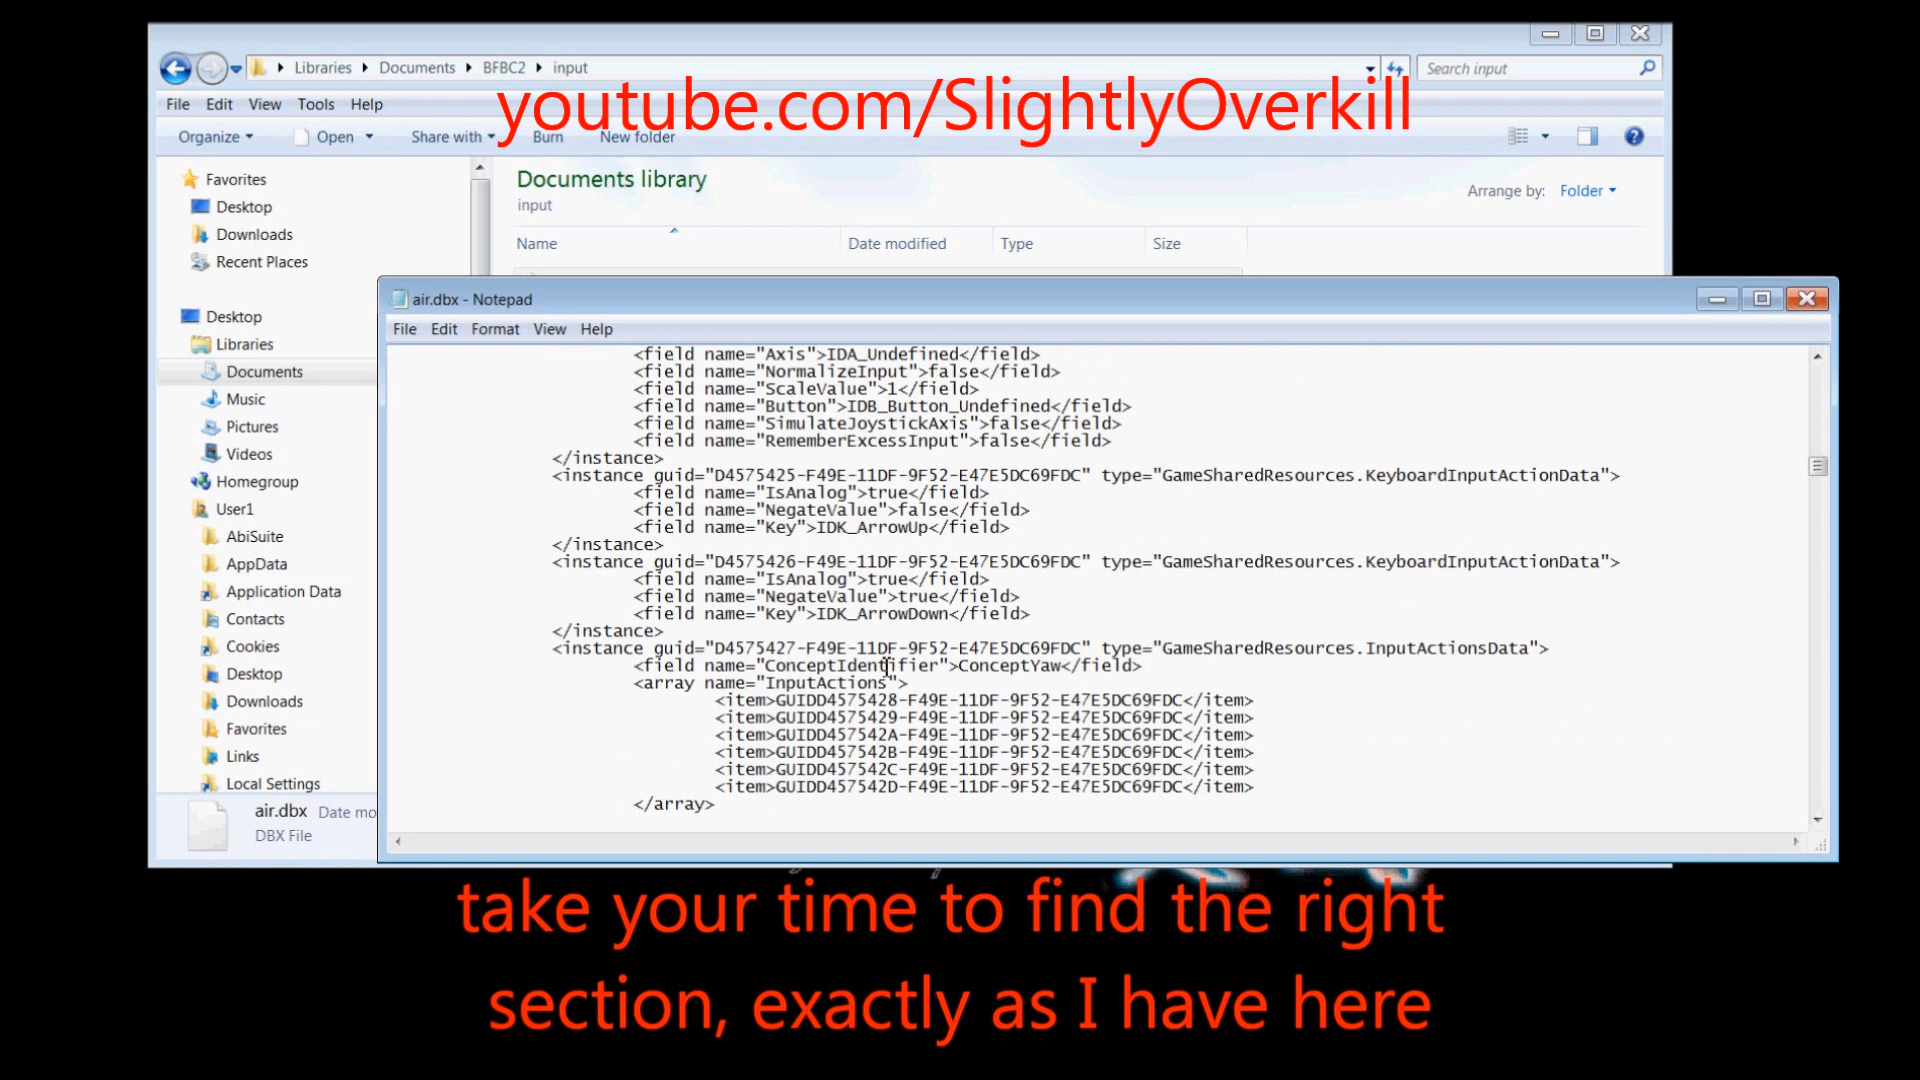 Libraries Documents BFBC2 input
Search input
youtube.com/SlightlyOverkill
File Edit View Tools Help
Organize Open Share with Burn New folder
Favorites
Desktop
Downloads
Recent Places
Desktop
Libraries
Documents
Music
Pictures
Videos
Homegroup
User1
AbiSuite
AppData
Application Data
Contacts
Cookies
Desktop
Downloads
Favorites
Links
Local Settings
air.dbx Date mo
DBX File
Documents library
input
Arrange by: Folder
Name Date modified Type Size
air.dbx - Notepad
File Edit Format View Help
<field name="Axis">IDA_Undefined</field>
<field name="NormalizeInput">false</field>
<field name="ScaleValue">1</field>
<field name="Button">IDB_Button_Undefined</field>
<field name="SimulateJoystickAxis">false</field>
<field name="RememberExcessInput">false</field>
</instance>
<instance guid="D4575425-F49E-11DF-9F52-E47E5DC69FDC" type="GameSharedResources.KeyboardInputActionData">
<field name="IsAnalog">true</field>
<field name="NegateValue">false</field>
<field name="Key">IDK_ArrowUp</field>
</instance>
<instance guid="D4575426-F49E-11DF-9F52-E47E5DC69FDC" type="GameSharedResources.KeyboardInputActionData">
<field name="IsAnalog">true</field>
<field name="NegateValue">true</field>
<field name="Key">IDK_ArrowDown</field>
</instance>
<instance guid="D4575427-F49E-11DF-9F52-E47E5DC69FDC" type="GameSharedResources.InputActionsData">
<field name="ConceptIdentifier">ConceptYaw</field>
<array name="InputActions">
<item>GUIDD4575428-F49E-11DF-9F52-E47E5DC69FDC</item>
<item>GUIDD4575429-F49E-11DF-9F52-E47E5DC69FDC</item>
<item>GUIDD457542A-F49E-11DF-9F52-E47E5DC69FDC</item>
<item>GUIDD457542B-F49E-11DF-9F52-E47E5DC69FDC</item>
<item>GUIDD457542C-F49E-11DF-9F52-E47E5DC69FDC</item>
<item>GUIDD457542D-F49E-11DF-9F52-E47E5DC69FDC</item>
</array>
take your time to find the right
section, exactly as I have here